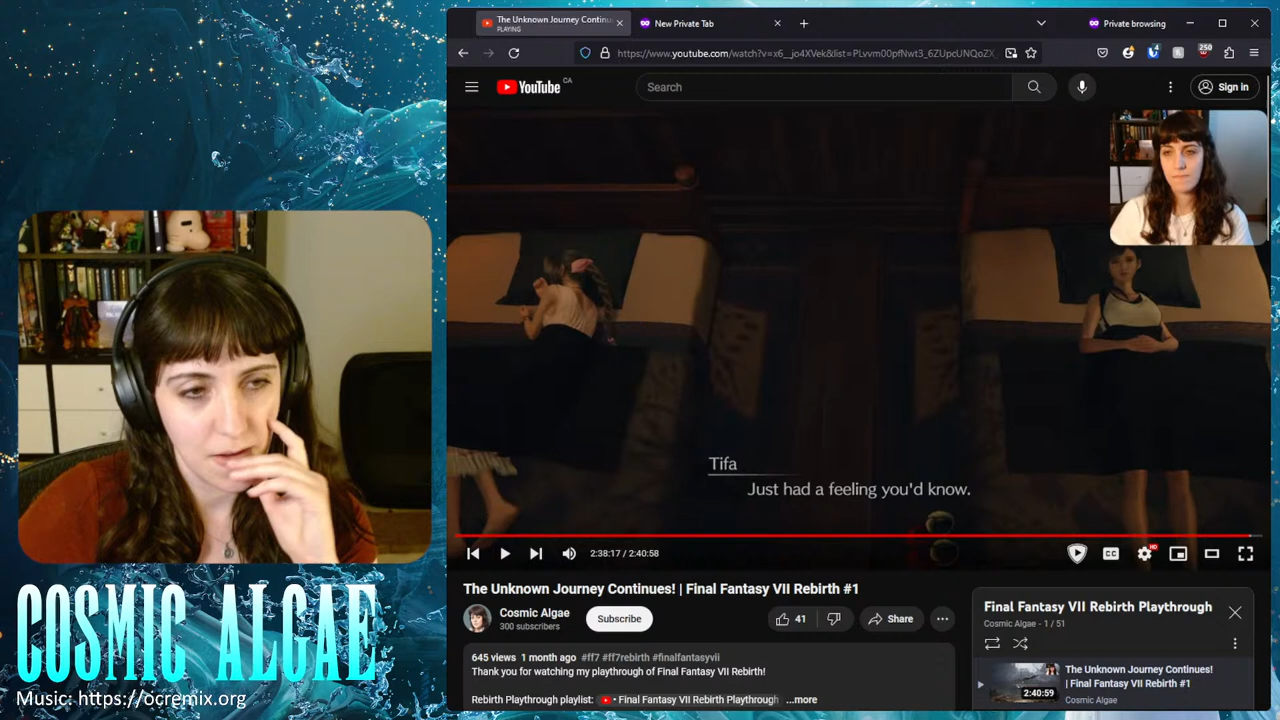 The Unknown Journey Continu
PLAYING
New Private Tab
Private browsing
https://www.youtube.com/watch?v=x6__jo4XVek&list=PLvvm00pfNwt3_6ZUpcUNQoZX
4
250
YouTube
CA
Search
Sign in
Tifa
Just had a feeling you'd know.
2:38:17 / 2:40:58
CC
HD
The Unknown Journey Continues! | Final Fantasy VII Rebirth #1
Cosmic Algae
300 subscribers
Subscribe
41
Share
645 views 1 month ago #ff7 #ff7rebirth #finalfantasyvii
Thank you for watching my playthrough of Final Fantasy VII Rebirth!
Rebirth Playthrough playlist: • Final Fantasy VII Rebirth Playthrough ...more
Final Fantasy VII Rebirth Playthrough
Cosmic Algae - 1 / 51
The Unknown Journey Continues!
| Final Fantasy VII Rebirth #1
Cosmic Algae
2:40:59
COSMIC ALGAE
Music: https://ocremix.org